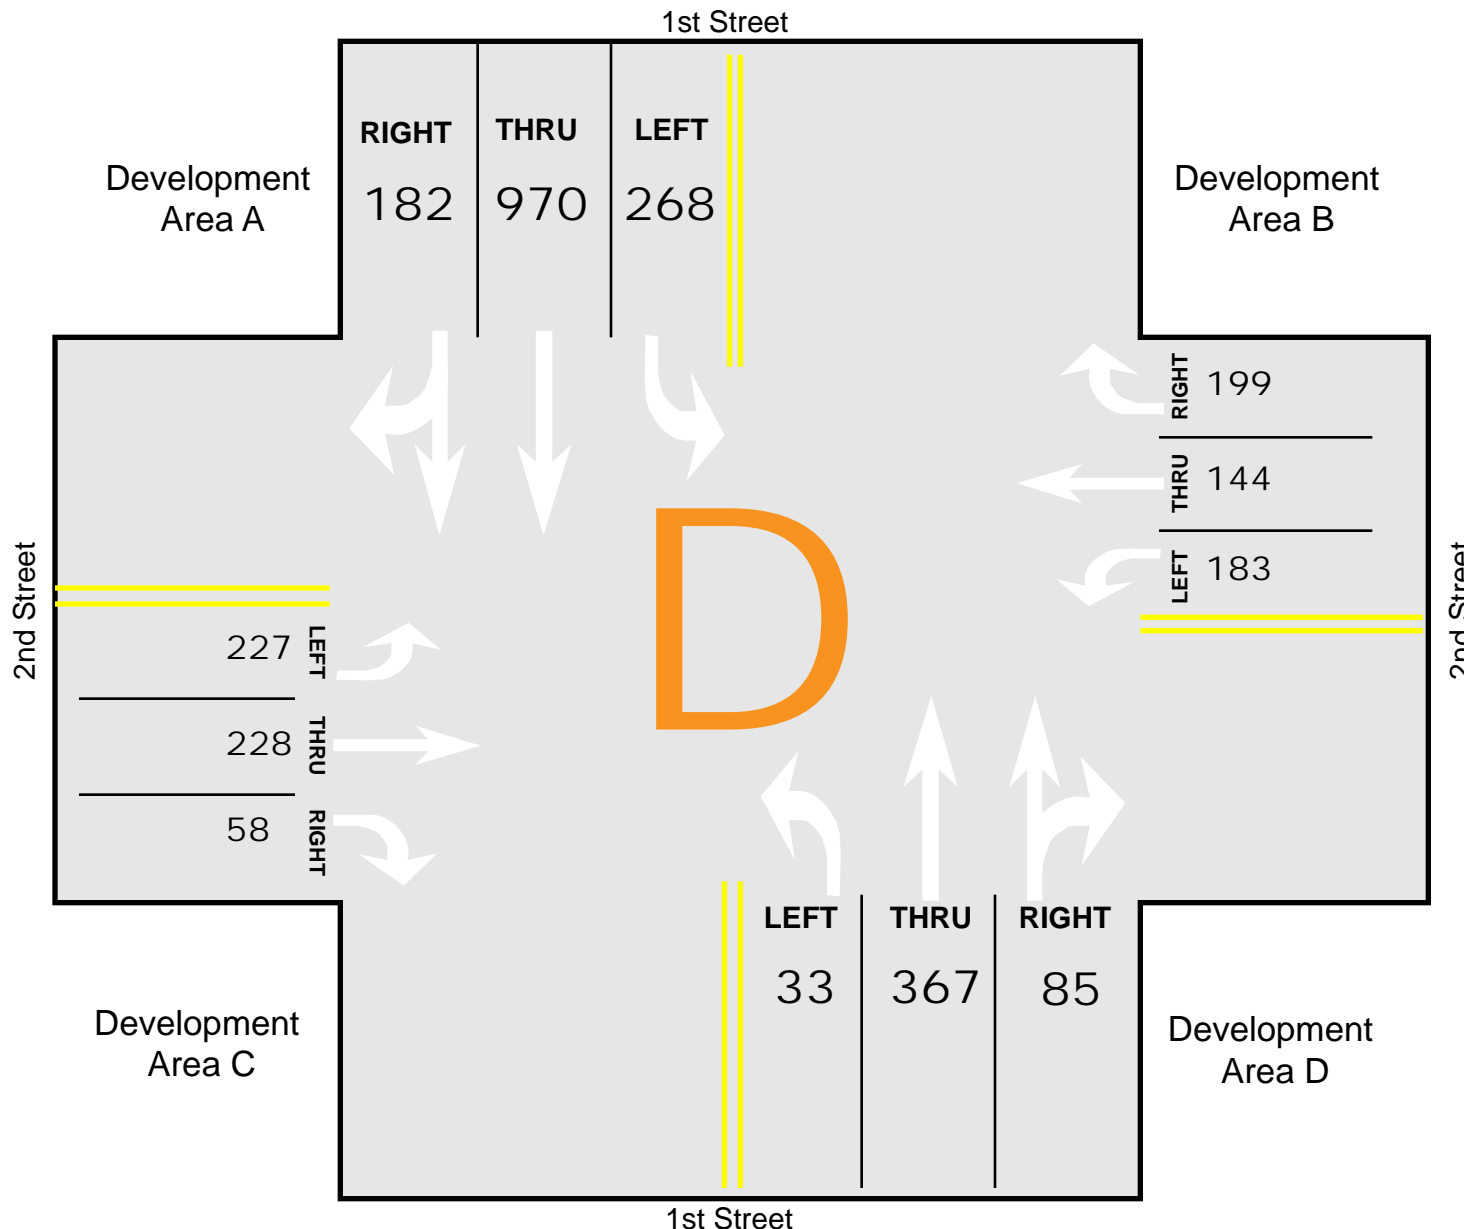 1st Street
RIGHT THRU LEFT
182 970 268
Development
Area A
Development
Area B
RIGHT 199
THRU 144
LEFT 183
2nd Street
2nd Street
D
227 LEFT
228 THRU
58 RIGHT
LEFT THRU RIGHT
33 367 85
Development
Area C
Development
Area D
1st Street